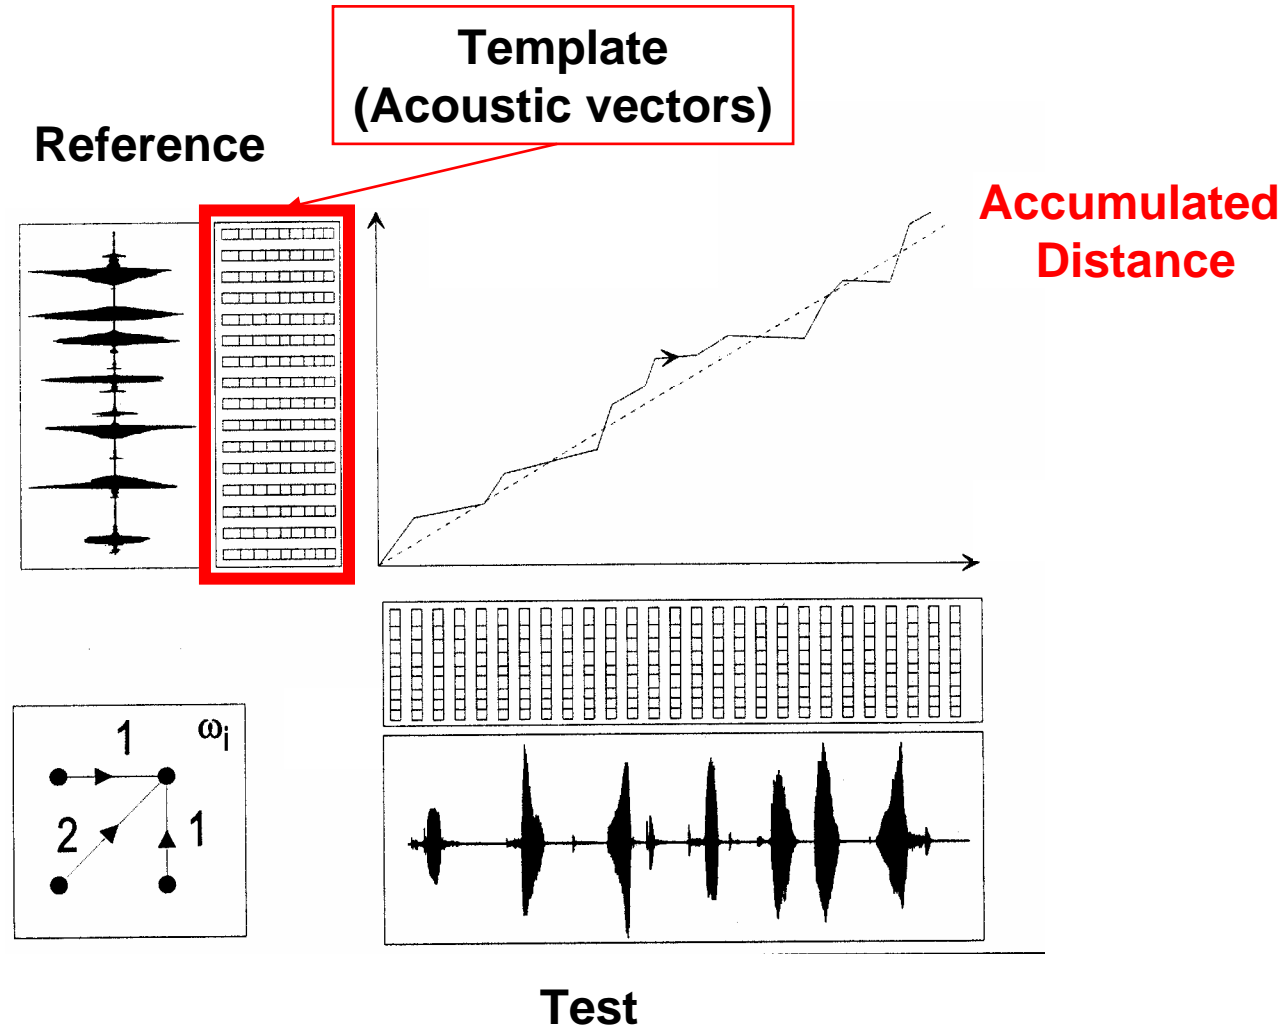 Template
(Acoustic vectors)
Reference
Accumulated
Distance
1
ωi
2
1
Test